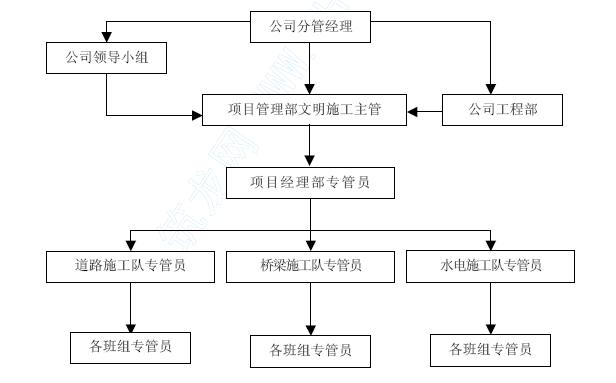 公司分管经理
公司领导小组
项目管理部文明施工主管
公司工程部
项目经理部专管员
道路施工队专管员
桥梁施工队专管员
水电施工队专管员
各班组专管员
各班组专管员
各班组专管员
筑龙网 www.